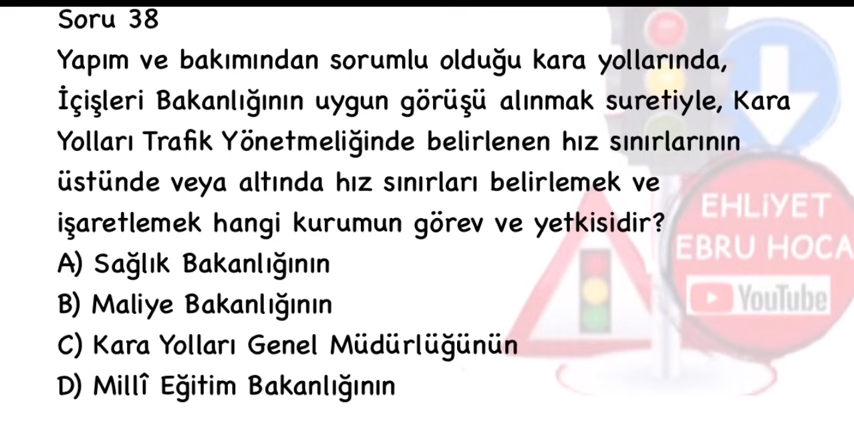 Soru 38
Yapım ve bakımından sorumlu olduğu kara yollarında,
İçişleri Bakanlığının uygun görüşü alınmak suretiyle, Kara
Yolları Trafik Yönetmeliğinde belirlenen hız sınırlarının
üstünde veya altında hız sınırları belirlemek ve
işaretlemek hangi kurumun görev ve yetkisidir?
A) Sağlık Bakanlığının
B) Maliye Bakanlığının
C) Kara Yolları Genel Müdürlüğünün
D) Millî Eğitim Bakanlığının
EHLİYET
EBRU HOCA
YouTube